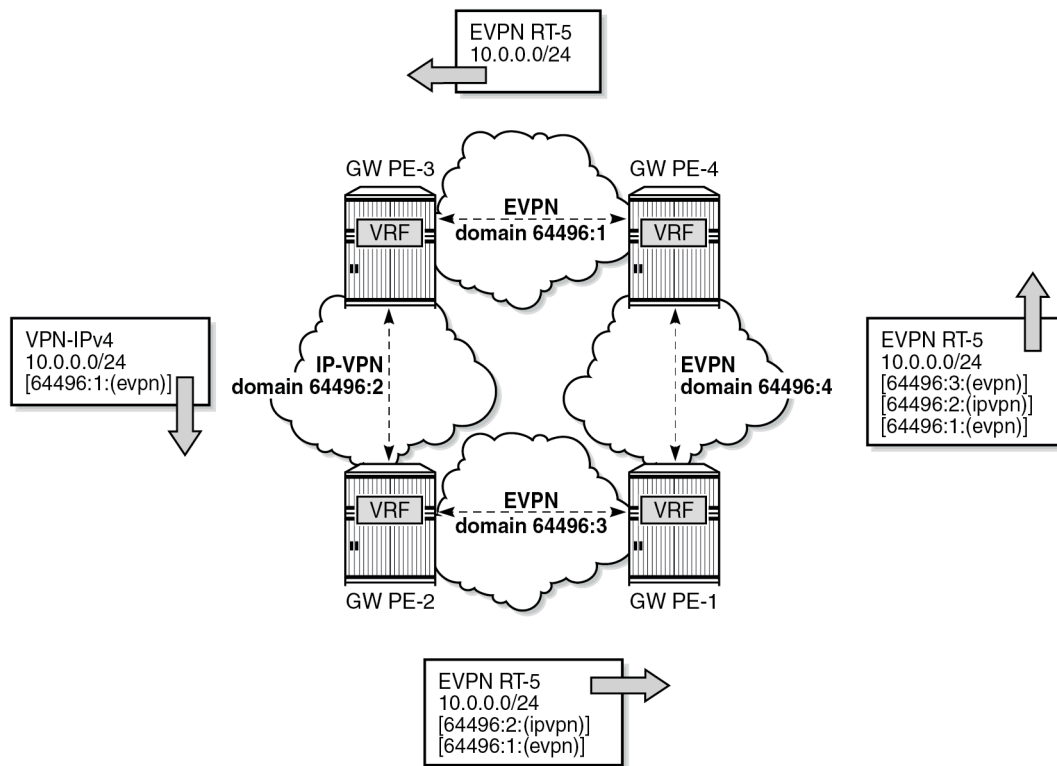 EVPN RT-5
10.0.0.0/24
GW PE-3
GW PE-4
EVPN
domain 64496:1
VRF
VRF
VPN-IPv4
10.0.0.0/24
[64496:1:(evpn)]
IP-VPN
domain 64496:2
EVPN
domain 64496:4
EVPN RT-5
10.0.0.0/24
[64496:3:(evpn)]
[64496:2:(ipvpn)]
[64496:1:(evpn)]
EVPN
domain 64496:3
VRF
VRF
GW PE-2
GW PE-1
EVPN RT-5
10.0.0.0/24
[64496:2:(ipvpn)]
[64496:1:(evpn)]